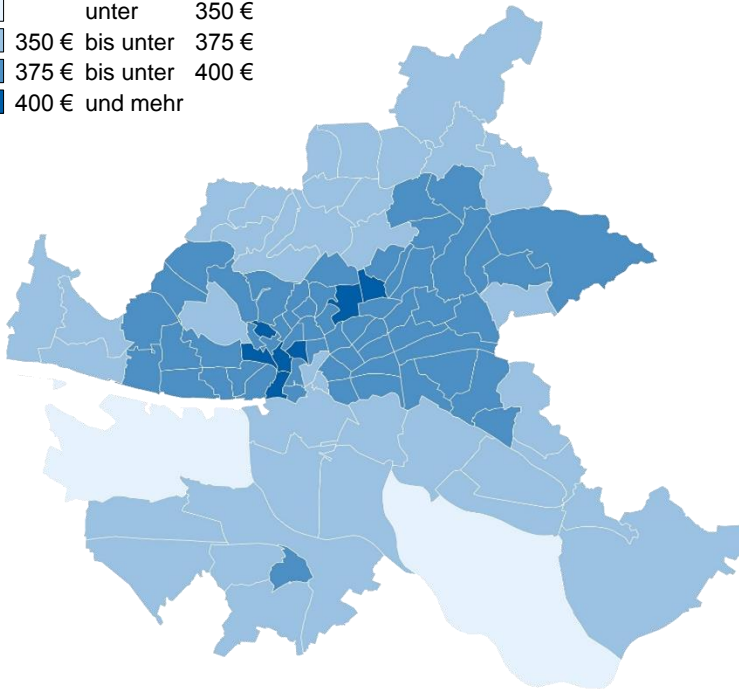 unter 350 €
350 € bis unter 375 €
375 € bis unter 400 €
400 € und mehr